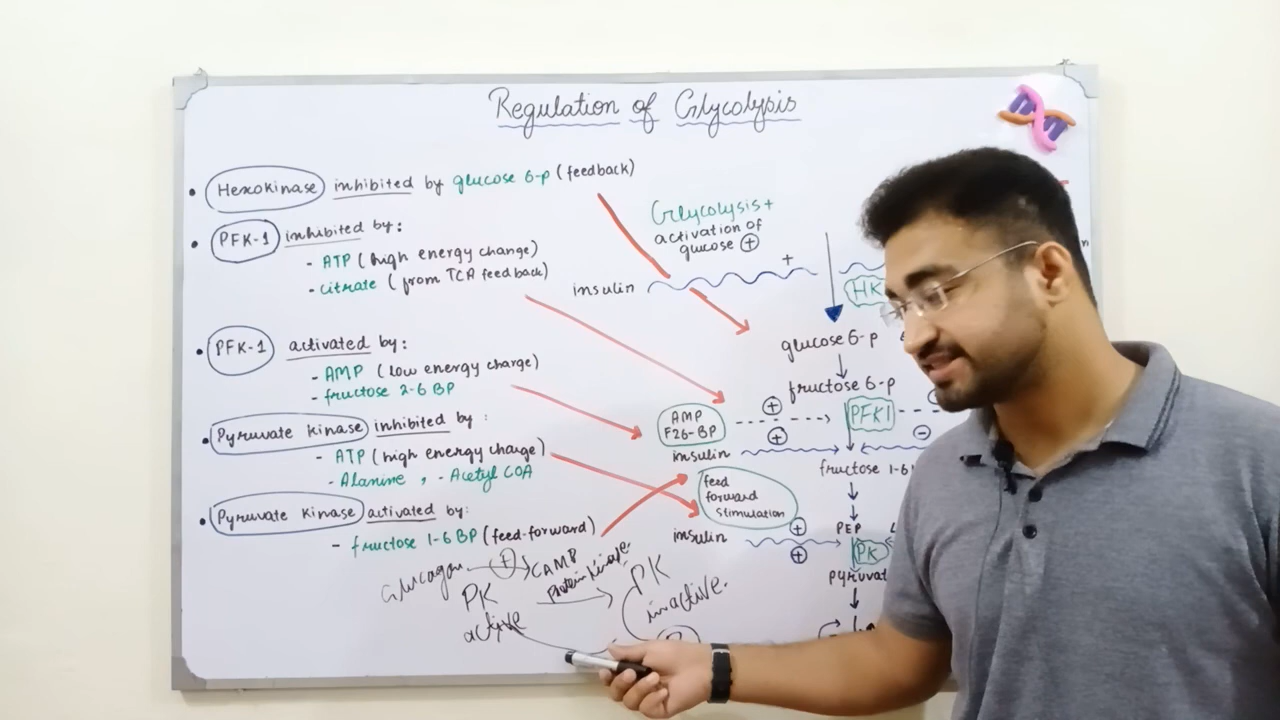 Regulation of Glycolysis
• Hexokinase inhibited by glucose 6-p (feedback)
• PFK-1 inhibited by:
- ATP (high energy change)
- citrate (from TCA feedback)
• PFK-1 activated by:
- AMP (low energy charge)
- fructose 2-6 BP
• Pyruvate kinase inhibited by :
- ATP (high energy change)
- Alanine , - Acetyl COA
• Pyruvate kinase activated by:
- fructose 1-6 BP (feed-forward)
Glucagon + CAMP
PK Protein kinase PK
active inactive.
P
Glycolysis +
activation of
glucose +
+
insulin
HK
glucose 6-p
fructose 6-p
AMP
F26-BP
+
PFK1
insulin + -
fructose 1-6
feed
forward
stimulation
+
PEP
insulin
+
PK
pyruvat